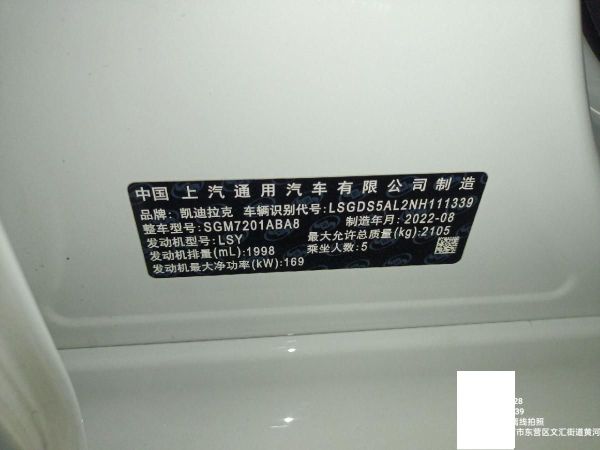 中国 上汽通用汽车有限公司制造
品牌: 凯迪拉克 车辆识别代号:LSGDS5AL2NH111339
整车型号:SGM7201ABA8 制造年月:2022-08
发动机型号:LSY 最大允许总质量(kg):2105
发动机排量(mL):1998 乘坐人数:5
发动机最大净功率(kW):169
28
39
离线拍照
市东营区文汇街道黄河